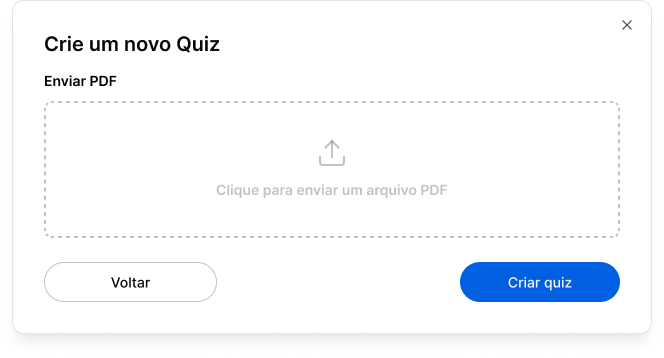 Crie um novo Quiz
Enviar PDF
Clique para enviar um arquivo PDF
Voltar
Criar quiz